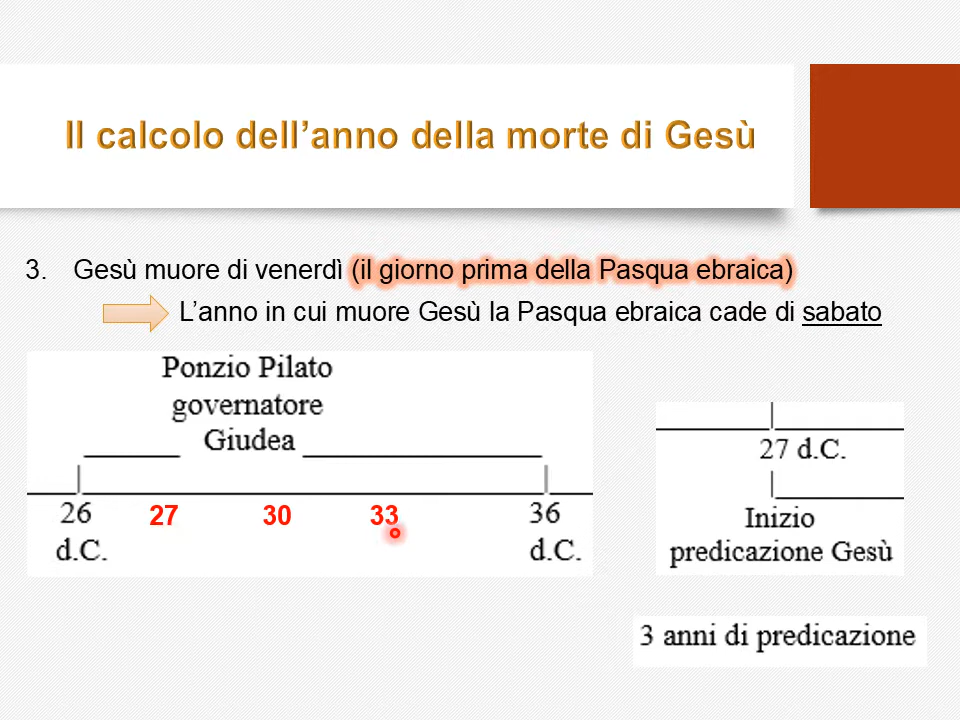 Il calcolo dell’anno della morte di Gesù
3. Gesù muore di venerdì (il giorno prima della Pasqua ebraica)
L’anno in cui muore Gesù la Pasqua ebraica cade di sabato
Ponzio Pilato
governatore
Giudea
26 27 30 33 36
d.C. d.C.
27 d.C.
Inizio
predicazione Gesù
3 anni di predicazione